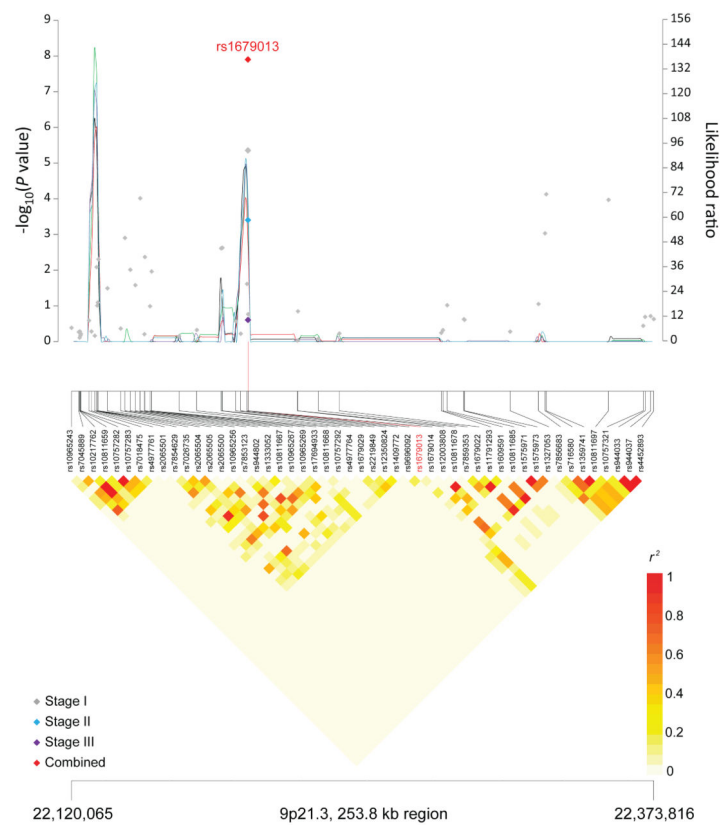 rs1679013
-log10(P value)
9
8
7
6
5
4
3
2
1
0
Likelihood ratio
156
144
132
120
108
96
84
72
60
48
36
24
12
0
rs10965243
rs7045889
rs10217762
rs10811659
rs10757282
rs10757283
rs7018475
rs4977761
rs2065501
rs7854629
rs7026735
rs2065504
rs2065505
rs2065500
rs10965256
rs7853123
rs944802
rs1333052
rs10811667
rs10965267
rs10965269
rs17694933
rs10811668
rs10757292
rs4977764
rs1679029
rs2219849
rs12350824
rs1409772
rs9696092
rs1679013
rs1679014
rs12003808
rs10811678
rs7859353
rs1679022
rs11791293
rs1609591
rs10811685
rs1575971
rs1575973
rs1327053
rs7856683
rs716580
rs1359741
rs10811697
rs10757321
rs944033
rs944037
rs4452893
r2
1
0.8
0.6
0.4
0.2
0
Stage I
Stage II
Stage III
Combined
22,120,065
9p21.3, 253.8 kb region
22,373,816